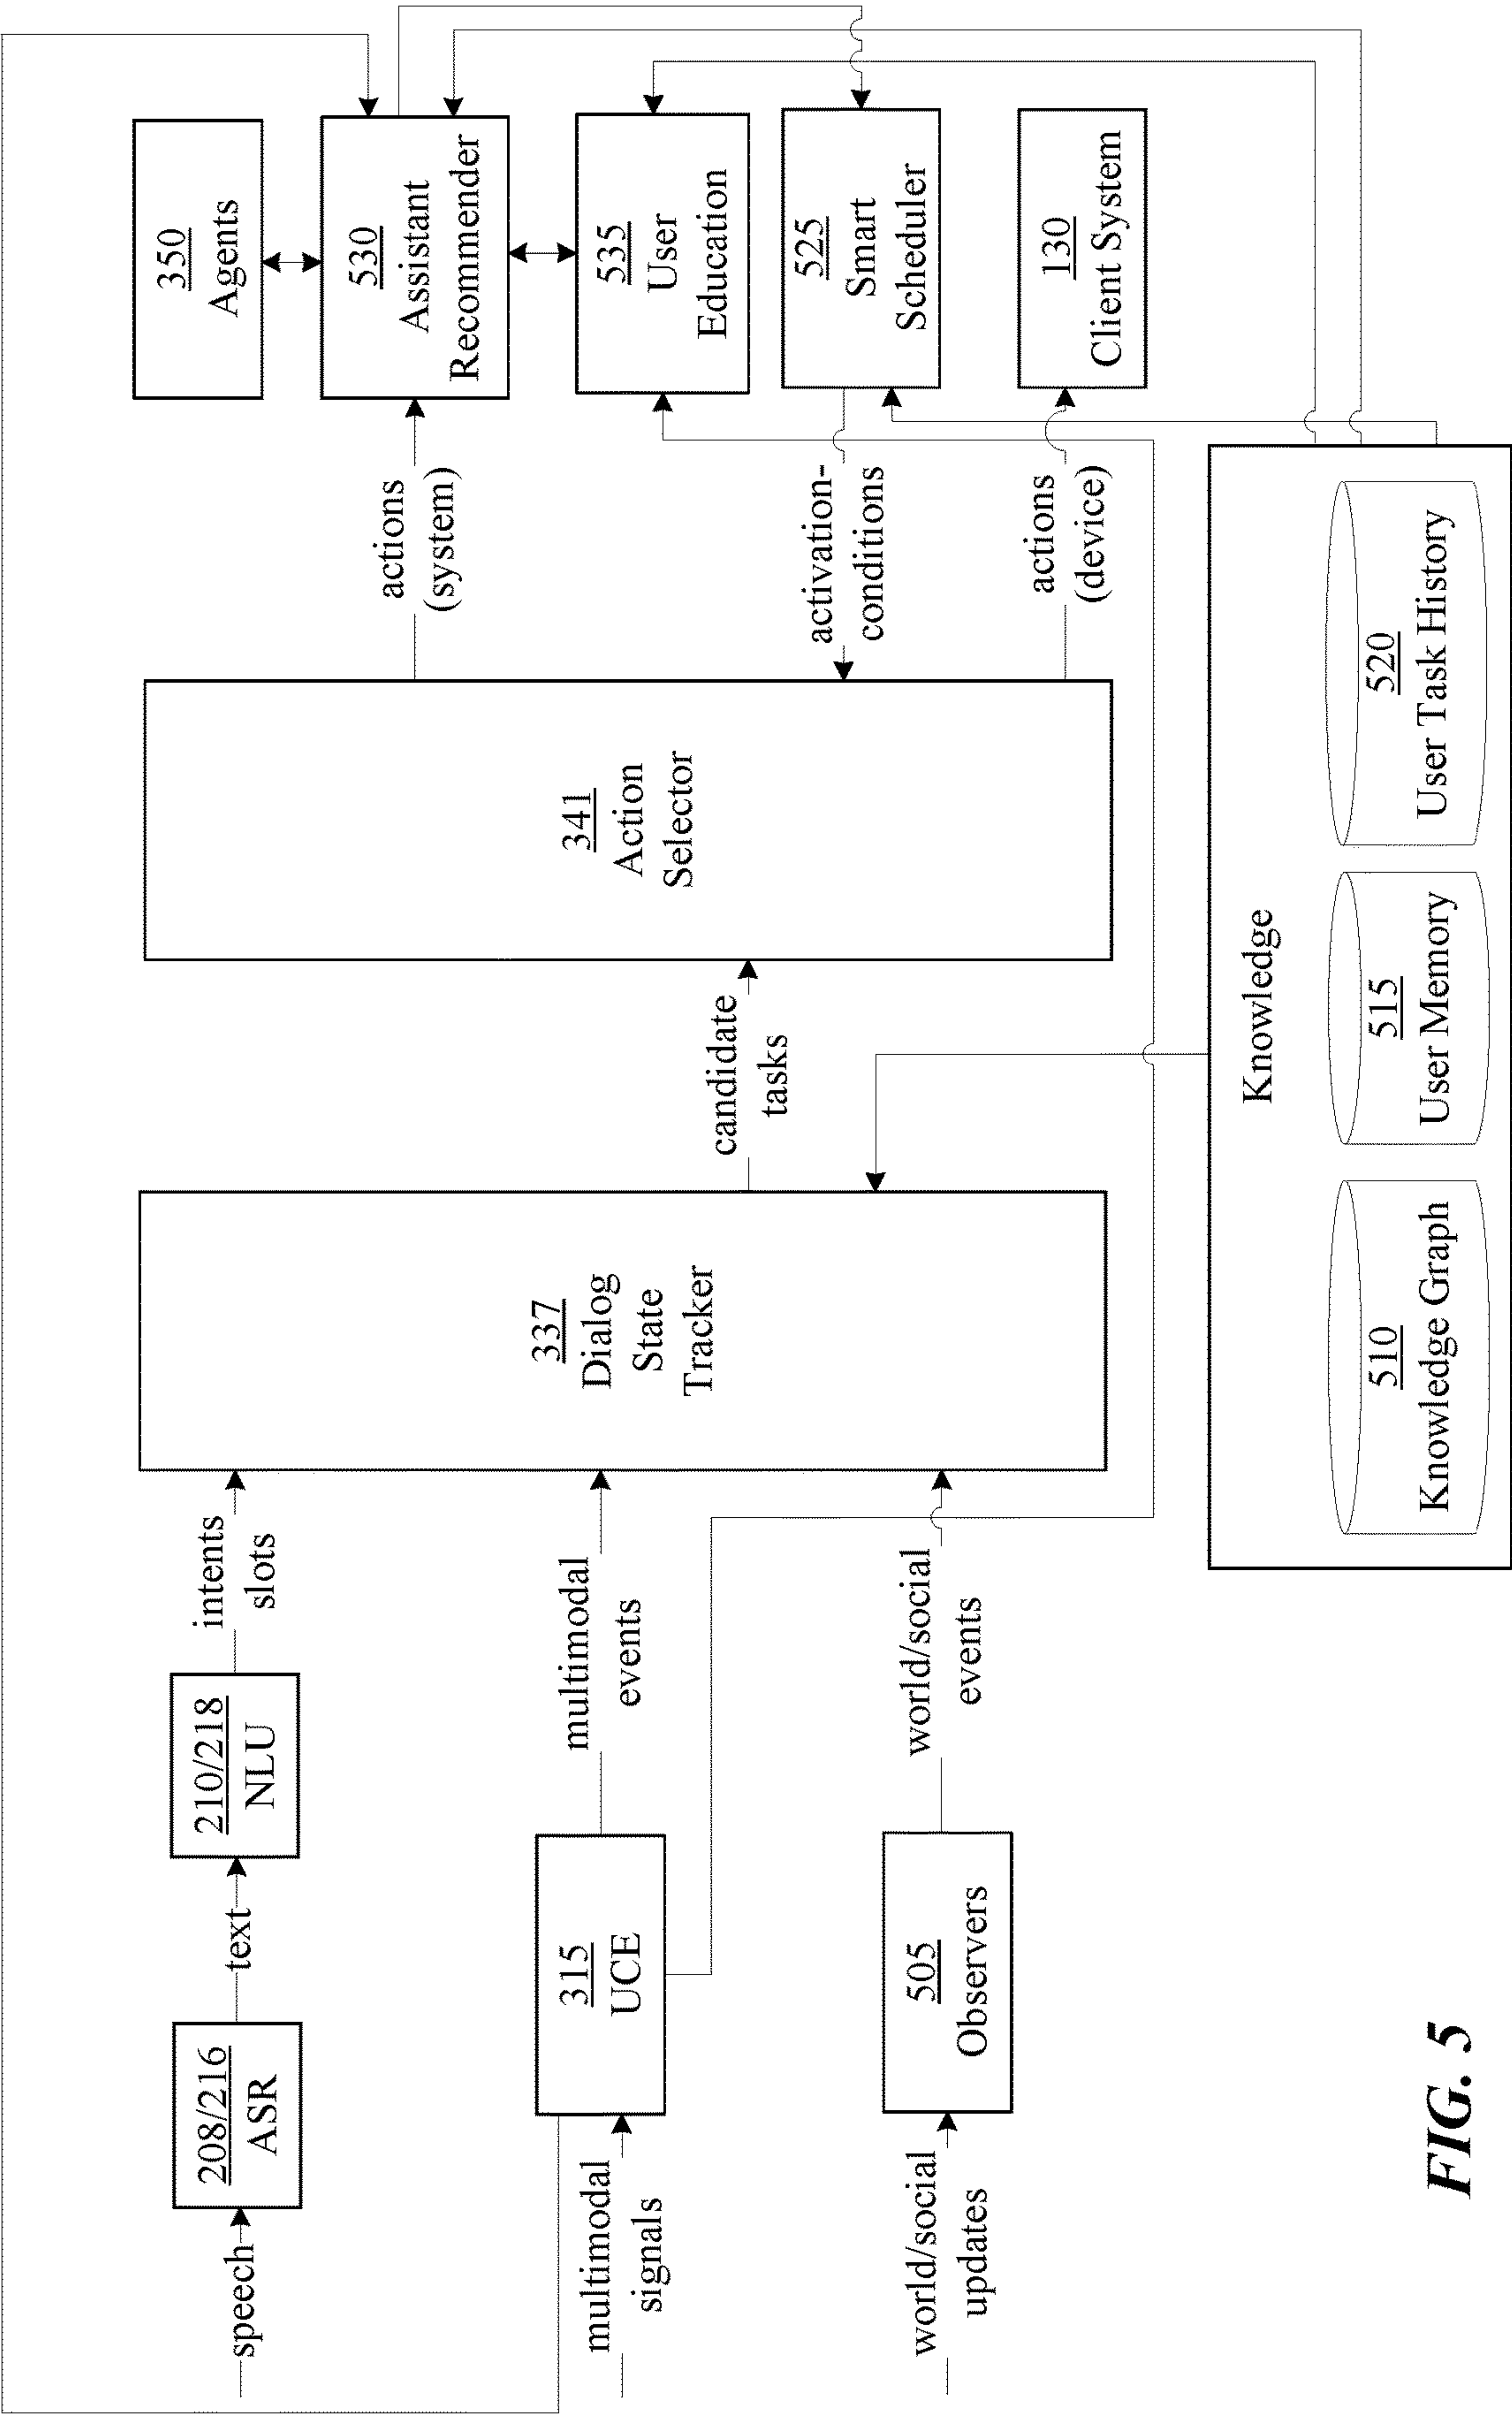 speech
208/216
ASR
text
210/218
NLU
intents
slots
multimodal
signals
315
UCE
multimodal
events
world/social
updates
505
Observers
world/social
events
337
Dialog
State
Tracker
candidate
tasks
341
Action
Selector
actions
(system)
activation-
conditions
actions
(device)
350
Agents
530
Assistant
Recommender
535
User
Education
525
Smart
Scheduler
130
Client System
Knowledge
510
Knowledge Graph
515
User Memory
520
User Task History
FIG. 5